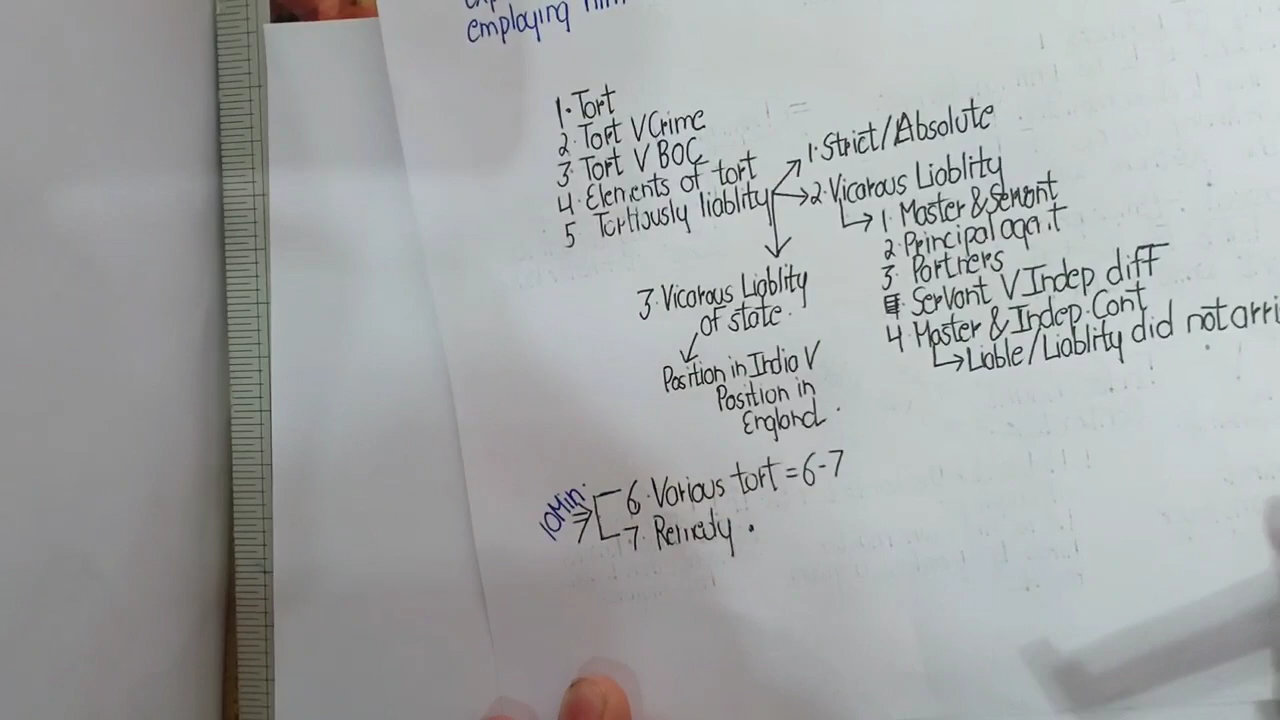 employing him
1. Tort
2. Tort V Crime
3. Tort V BOC
4. Elements of tort
5 Tortiously liablity
1. Strict/Absolute
2. Vicarous Lioblity
1. Master & Servant
2. Principal agent
3. Partners
Servant V Indep diff
4. Master & Indep. Cont
Liable/Liablity did not arri
3. Vicarous Liablity
of state.
Position in India V
Position in
England.
10Min.
6. Various tort = 6-7
7.